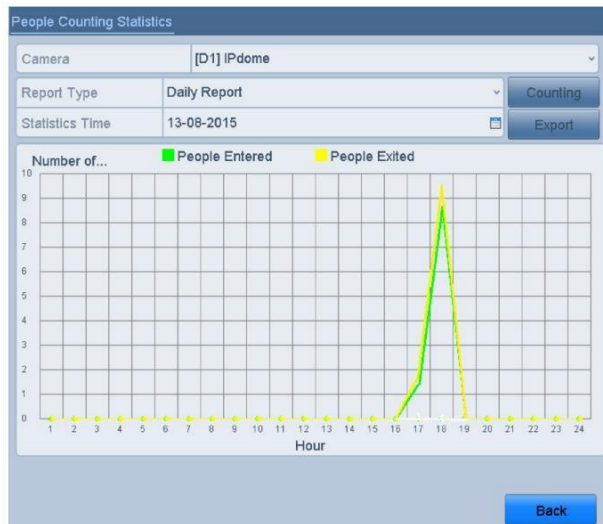 People Counting Statistics
Camera [D1] IPdome
Report Type Daily Report Counting
Statistics Time 13-08-2015 Export
Number of... People Entered People Exited
10
9
8
7
6
5
4
3
2
1
0
1 2 3 4 5 6 7 8 9 10 11 12 13 14 15 16 17 18 19 20 21 22 23 24
Hour
Back